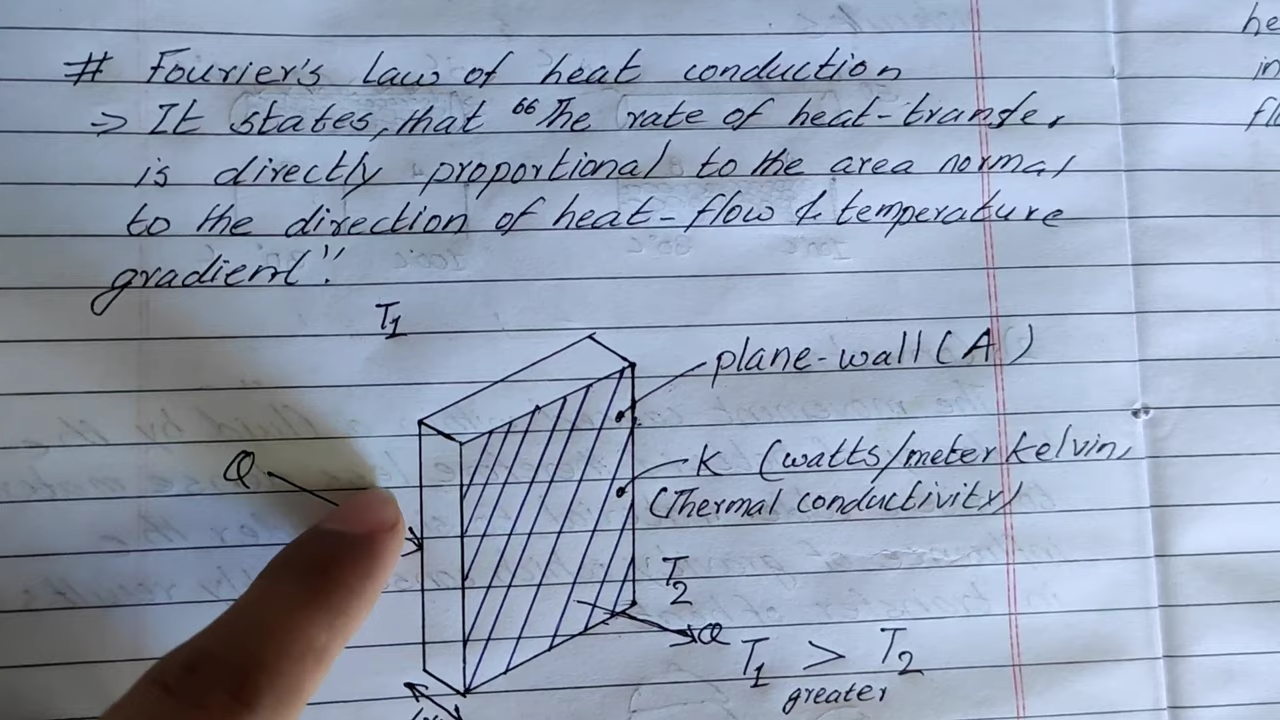 # Fourier's Law of heat conduction
⇒ It states, that “The rate of heat-transfer
is directly proportional to the area normal
to the direction of heat-flow & temperature
gradient”.
T1
plane-wall (A)
Q
K (watts/meter kelvin)
(Thermal conductivity)
T2
Q
T1 > T2
greater
he
in